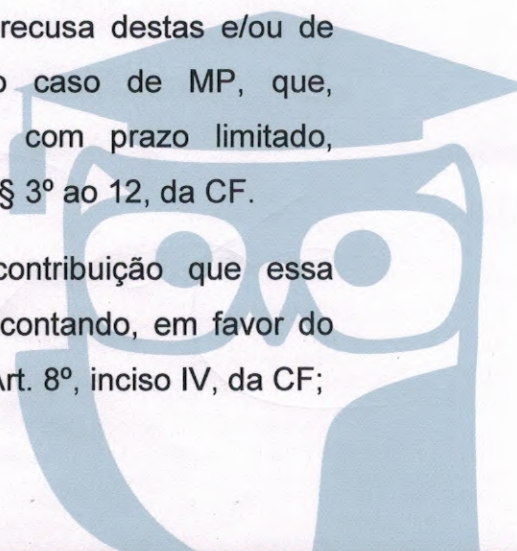 recusa destas e/ou de
caso de MP, que,
com prazo limitado,
§ 3º ao 12, da CF.
contribuição que essa
contando, em favor do
Art. 8º, inciso IV, da CF;